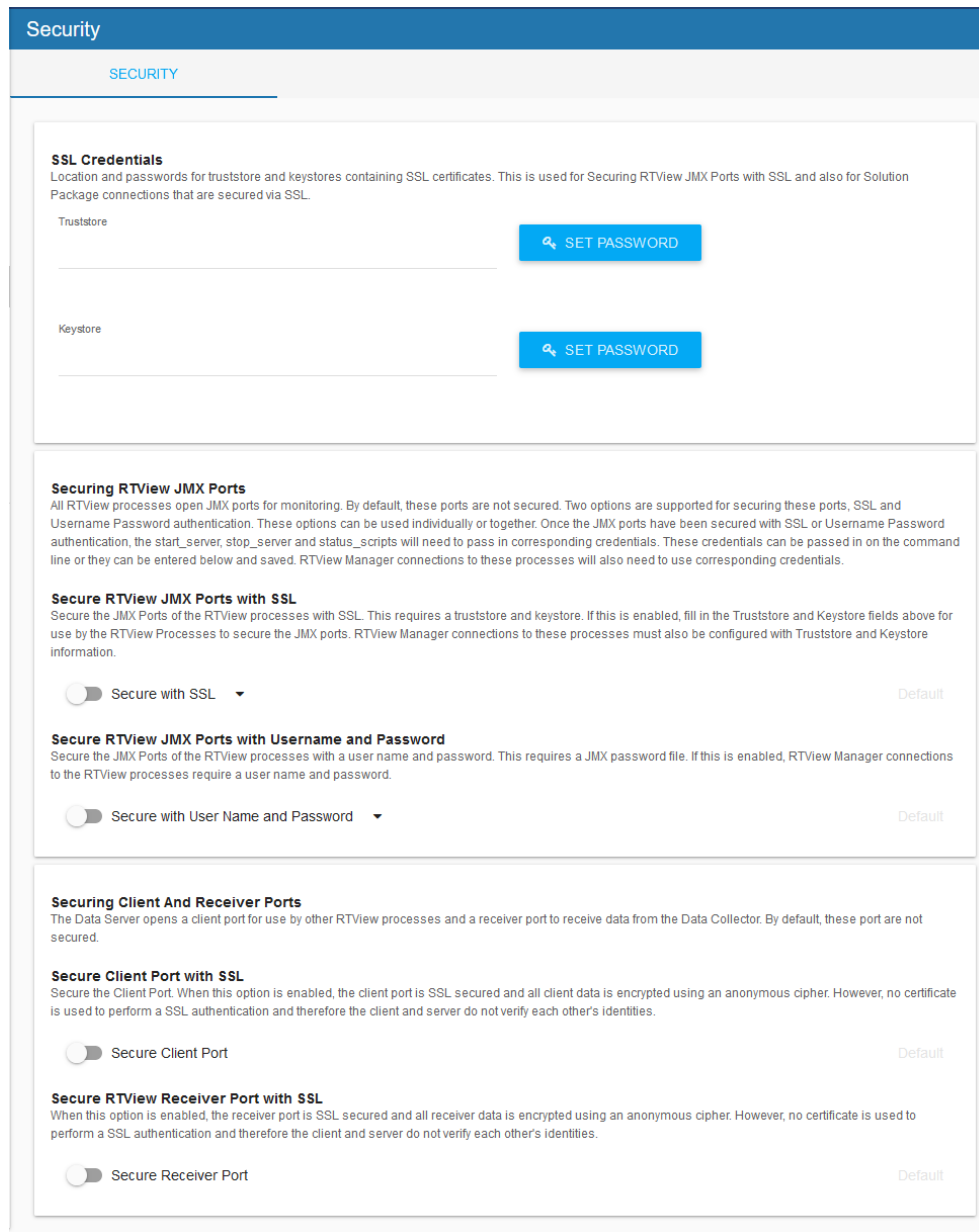 Security
SECURITY
SSL Credentials
Location and passwords for truststore and keystores containing SSL certificates. This is used for Securing RTView JMX Ports with SSL and also for Solution
Package connections that are secured via SSL.
Truststore
SET PASSWORD
Keystore
SET PASSWORD
Securing RTView JMX Ports
All RTView processes open JMX ports for monitoring. By default, these ports are not secured. Two options are supported for securing these ports, SSL and
Username Password authentication. These options can be used individually or together. Once the JMX ports have been secured with SSL or Username Password
authentication, the start_server, stop_server and status_scripts will need to pass in corresponding credentials. These credentials can be passed in on the command
line or they can be entered below and saved. RTView Manager connections to these processes will also need to use corresponding credentials.
Secure RTView JMX Ports with SSL
Secure the JMX Ports of the RTView processes with SSL. This requires a truststore and keystore. If this is enabled, fill in the Truststore and Keystore fields above for
use by the RTView Processes to secure the JMX ports. RTView Manager connections to these processes must also be configured with Truststore and Keystore
information.
Secure with SSL Default
Secure RTView JMX Ports with Username and Password
Secure the JMX Ports of the RTView processes with a user name and password. This requires a JMX password file. If this is enabled, RTView Manager connections
to the RTView processes require a user name and password.
Secure with User Name and Password Default
Securing Client And Receiver Ports
The Data Server opens a client port for use by other RTView processes and a receiver port to receive data from the Data Collector. By default, these port are not
secured.
Secure Client Port with SSL
Secure the Client Port. When this option is enabled, the client port is SSL secured and all client data is encrypted using an anonymous cipher. However, no certificate
is used to perform a SSL authentication and therefore the client and server do not verify each other's identities.
Secure Client Port Default
Secure RTView Receiver Port with SSL
When this option is enabled, the receiver port is SSL secured and all receiver data is encrypted using an anonymous cipher. However, no certificate is used to
perform a SSL authentication and therefore the client and server do not verify each other's identities.
Secure Receiver Port Default